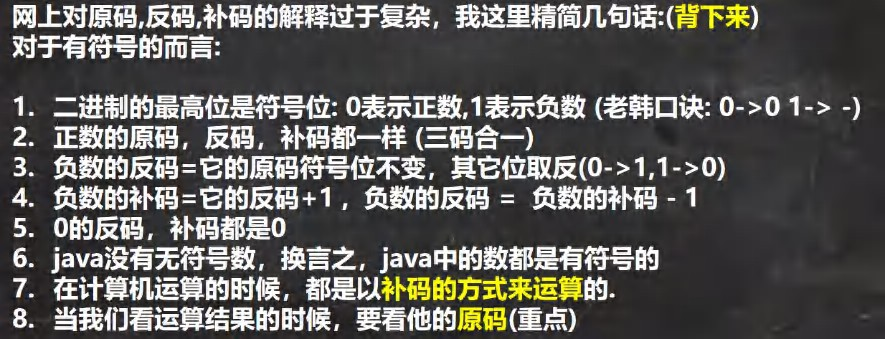 网上对原码,反码,补码的解释过于复杂，我这里精简几句话:(背下来)
对于有符号的而言:
1. 二进制的最高位是符号位: 0表示正数,1表示负数 (老韩口诀: 0->0 1-> -)
2. 正数的原码，反码，补码都一样 (三码合一)
3. 负数的反码=它的原码符号位不变，其它位取反(0->1,1->0)
4. 负数的补码=它的反码+1 ，负数的反码 = 负数的补码 - 1
5. 0的反码，补码都是0
6. java没有无符号数，换言之，java中的数都是有符号的
7. 在计算机运算的时候，都是以补码的方式来运算的.
8. 当我们看运算结果的时候，要看他的原码(重点)